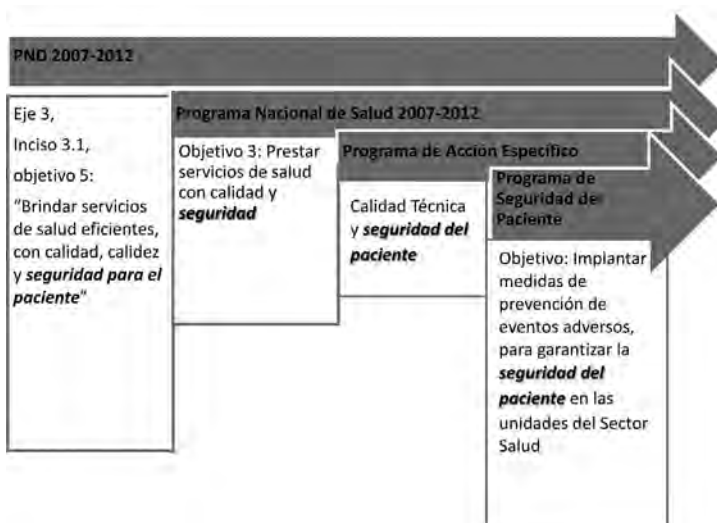 PND 2007-2012
Eje 3,
Inciso 3.1,
objetivo 5:
"Brindar servicios
de salud eficientes,
con calidad, calidez
y seguridad para el
paciente"
Programa Nacional de Salud 2007-2012
Objetivo 3: Prestar
servicios de salud
con calidad y
seguridad
Programa de Acción Específico
Calidad Técnica
y seguridad del
paciente
Programa de
Seguridad del
Paciente
Objetivo: Implantar
medidas de
prevención de
eventos adversos,
para garantizar la
seguridad del
paciente en las
unidades del Sector
Salud